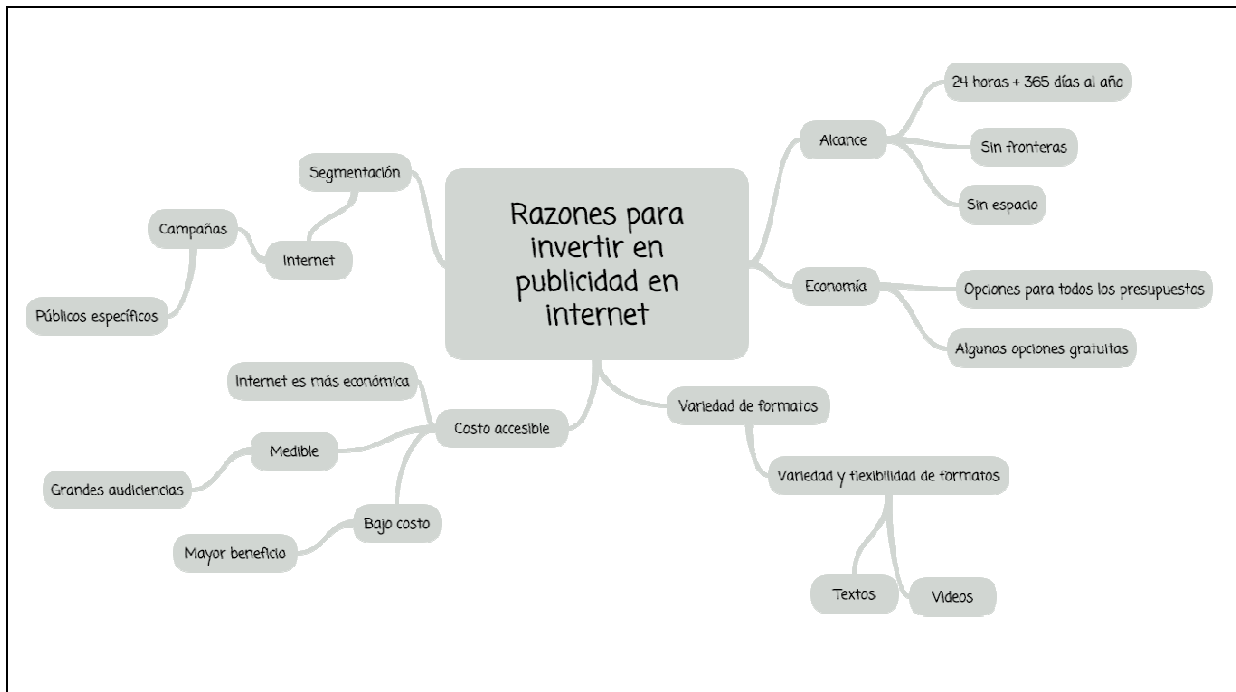 Razones para
invertir en
publicidad en
internet
Segmentación
Internet
Campañas
Públicos específicos
Alcance
24 horas + 365 días al año
Sin fronteras
Sin espacio
Economía
Opciones para todos los presupuestos
Algunas opciones gratuitas
Costo accesible
Internet es más económica
Medible
Grandes audiciencias
Bajo costo
Mayor beneficio
Variedad de formatos
Variedad y flexibilidad de formatos
Textos
Videos